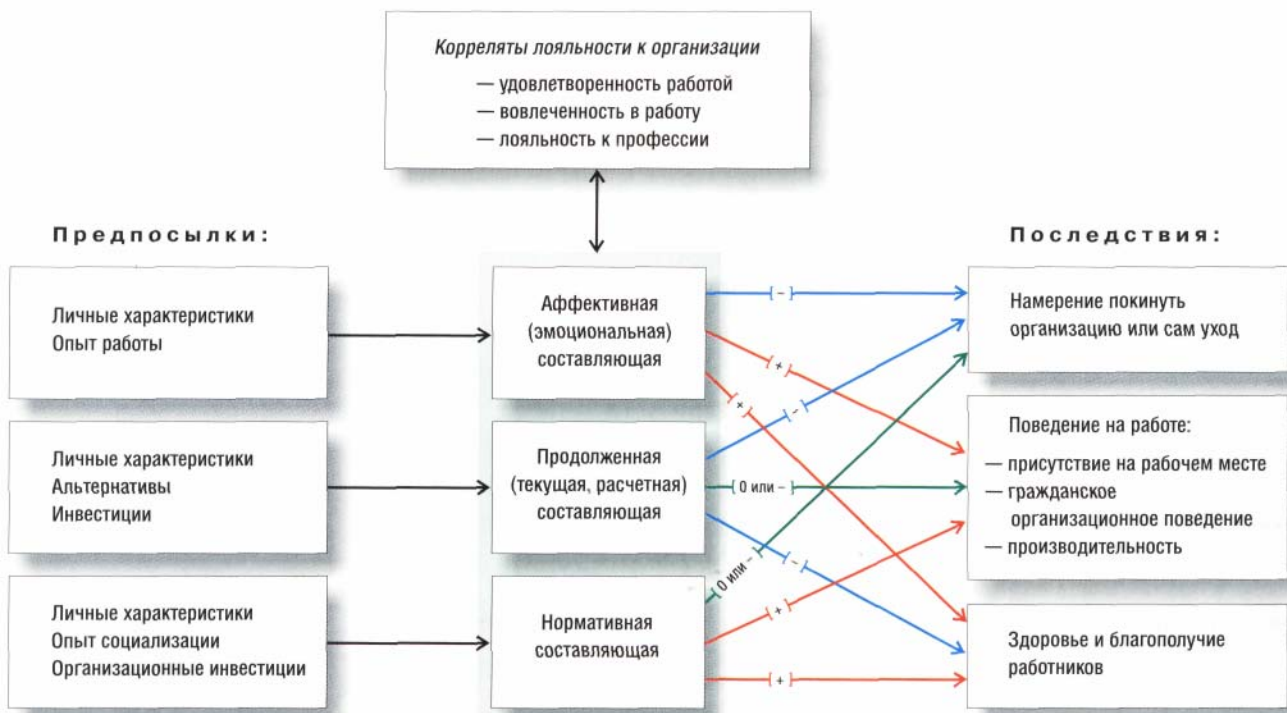 Корреляты лояльности к организации
— удовлетворенность работой
— вовлеченность в работу
— лояльность к профессии
Предпосылки:
Последствия:
Личные характеристики
Опыт работы
Аффективная
(эмоциональная)
составляющая
–
+
+
Намерение покинуть
организацию или сам уход
Личные характеристики
Альтернативы
Инвестиции
Продолженная
(текущая, расчетная)
составляющая
–
0 или –
–
Поведение на работе:
— присутствие на рабочем месте
— гражданское
организационное поведение
— производительность
Личные характеристики
Опыт социализации
Организационные инвестиции
Нормативная
составляющая
0 или –
+
+
Здоровье и благополучие
работников